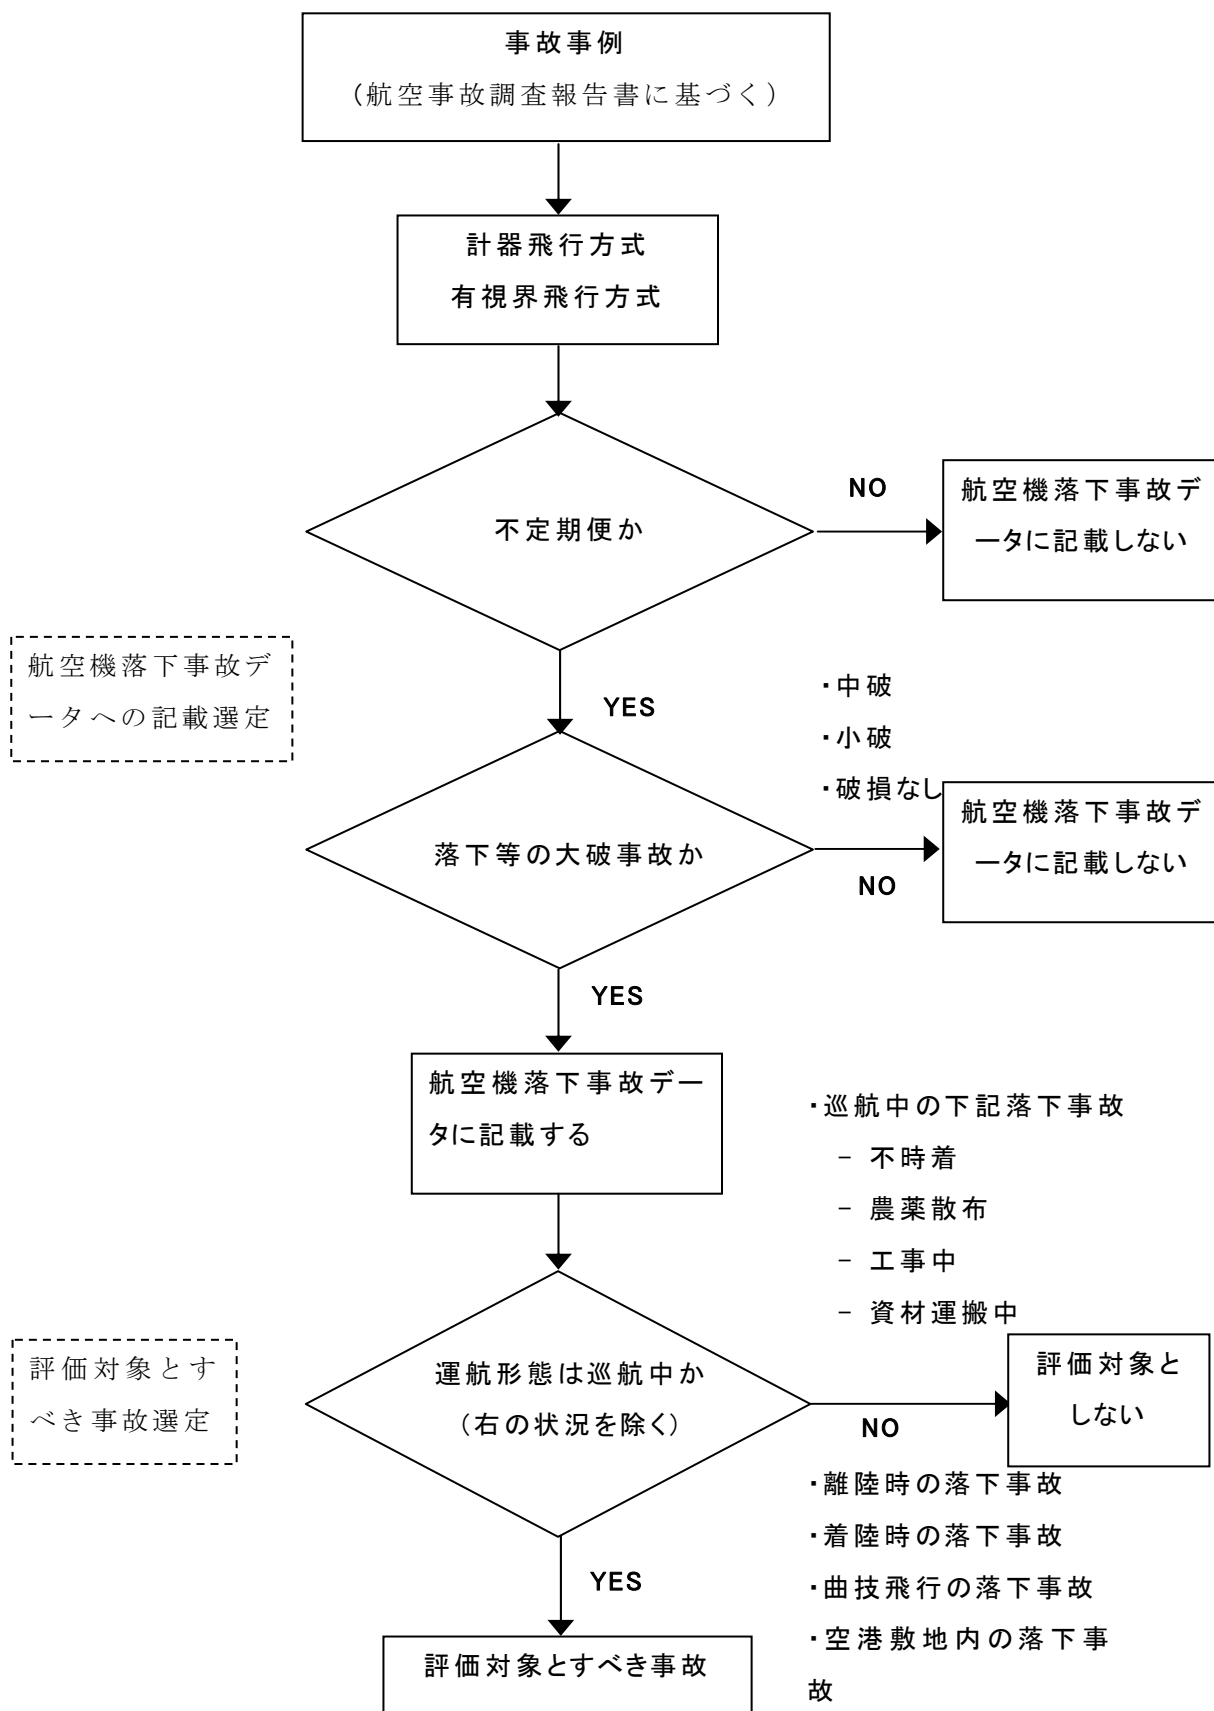 事故事例
（航空事故調査報告書に基づく）
計器飛行方式
有視界飛行方式
不定期便か
NO
航空機落下事故デ
ータに記載しない
航空機落下事故デ
ータへの記載選定
YES
・中破
・小破
・破損なし
落下等の大破事故か
NO
航空機落下事故デ
ータに記載しない
YES
航空機落下事故デー
タに記載する
・巡航中の下記落下事故
－ 不時着
－ 農薬散布
－ 工事中
－ 資材運搬中
評価対象とす
べき事故選定
運航形態は巡航中か
（右の状況を除く）
NO
評価対象と
しない
・離陸時の落下事故
・着陸時の落下事故
・曲技飛行の落下事故
・空港敷地内の落下事
故
YES
評価対象とすべき事故